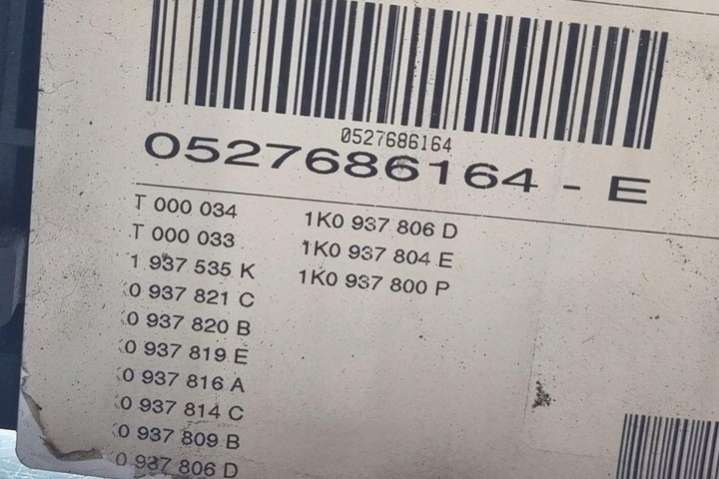 0527686164
0527686164 - E
T 000 034
T 000 033
1 937 535 K
0 937 821 C
0 937 820 B
0 937 819 E
0 937 816 A
0 937 814 C
0 937 809 B
0 937 806 D
1K0 937 806 D
1K0 937 804 E
1K0 937 800 P